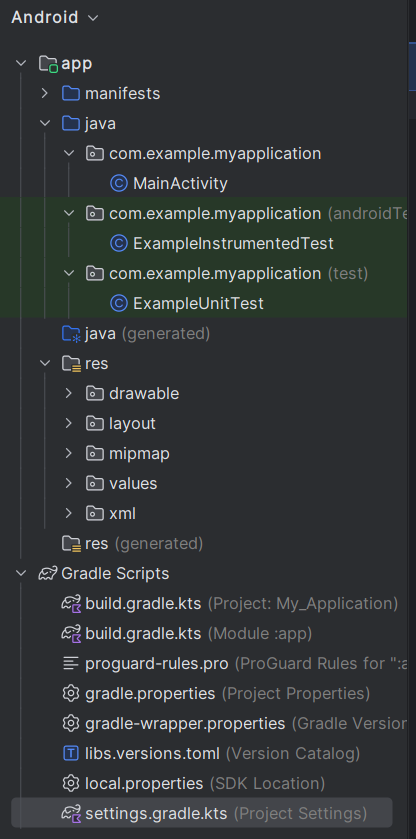 Android
app
manifests
java
com.example.myapplication
MainActivity
com.example.myapplication (androidTe
ExampleInstrumentedTest
com.example.myapplication (test)
ExampleUnitTest
java (generated)
res
drawable
layout
mipmap
values
xml
res (generated)
Gradle Scripts
build.gradle.kts (Project: My_Application)
build.gradle.kts (Module :app)
proguard-rules.pro (ProGuard Rules for ":a
gradle.properties (Project Properties)
gradle-wrapper.properties (Gradle Version
libs.versions.toml (Version Catalog)
local.properties (SDK Location)
settings.gradle.kts (Project Settings)